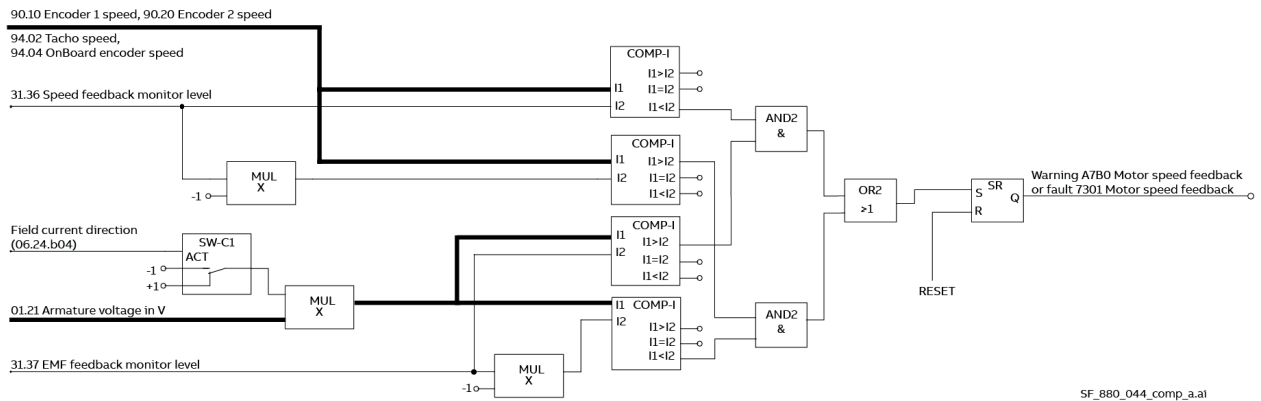 90.10 Encoder 1 speed, 90.20 Encoder 2 speed
94.02 Tacho speed,
94.04 OnBoard encoder speed
31.36 Speed feedback monitor level
MUL
X
-1
COMP-I
I1>I2
I1
I1=I2
I2
I1<I2
COMP-I
I1
I1>I2
I2
I1=I2
I1<I2
AND2
&
Field current direction
(06.24.b04)
SW-C1
ACT
-1
+1
01.21 Armature voltage in V
MUL
X
COMP-I
I1
I1>I2
I2
I1=I2
I1<I2
I1
COMP-I
I2
I1>I2
I1=I2
I1<I2
AND2
&
31.37 EMF feedback monitor level
MUL
X
-1
OR2
≥1
S
SR
Q
R
RESET
Warning A7B0 Motor speed feedback
or fault 7301 Motor speed feedback
SF_880_044_comp_a.ai